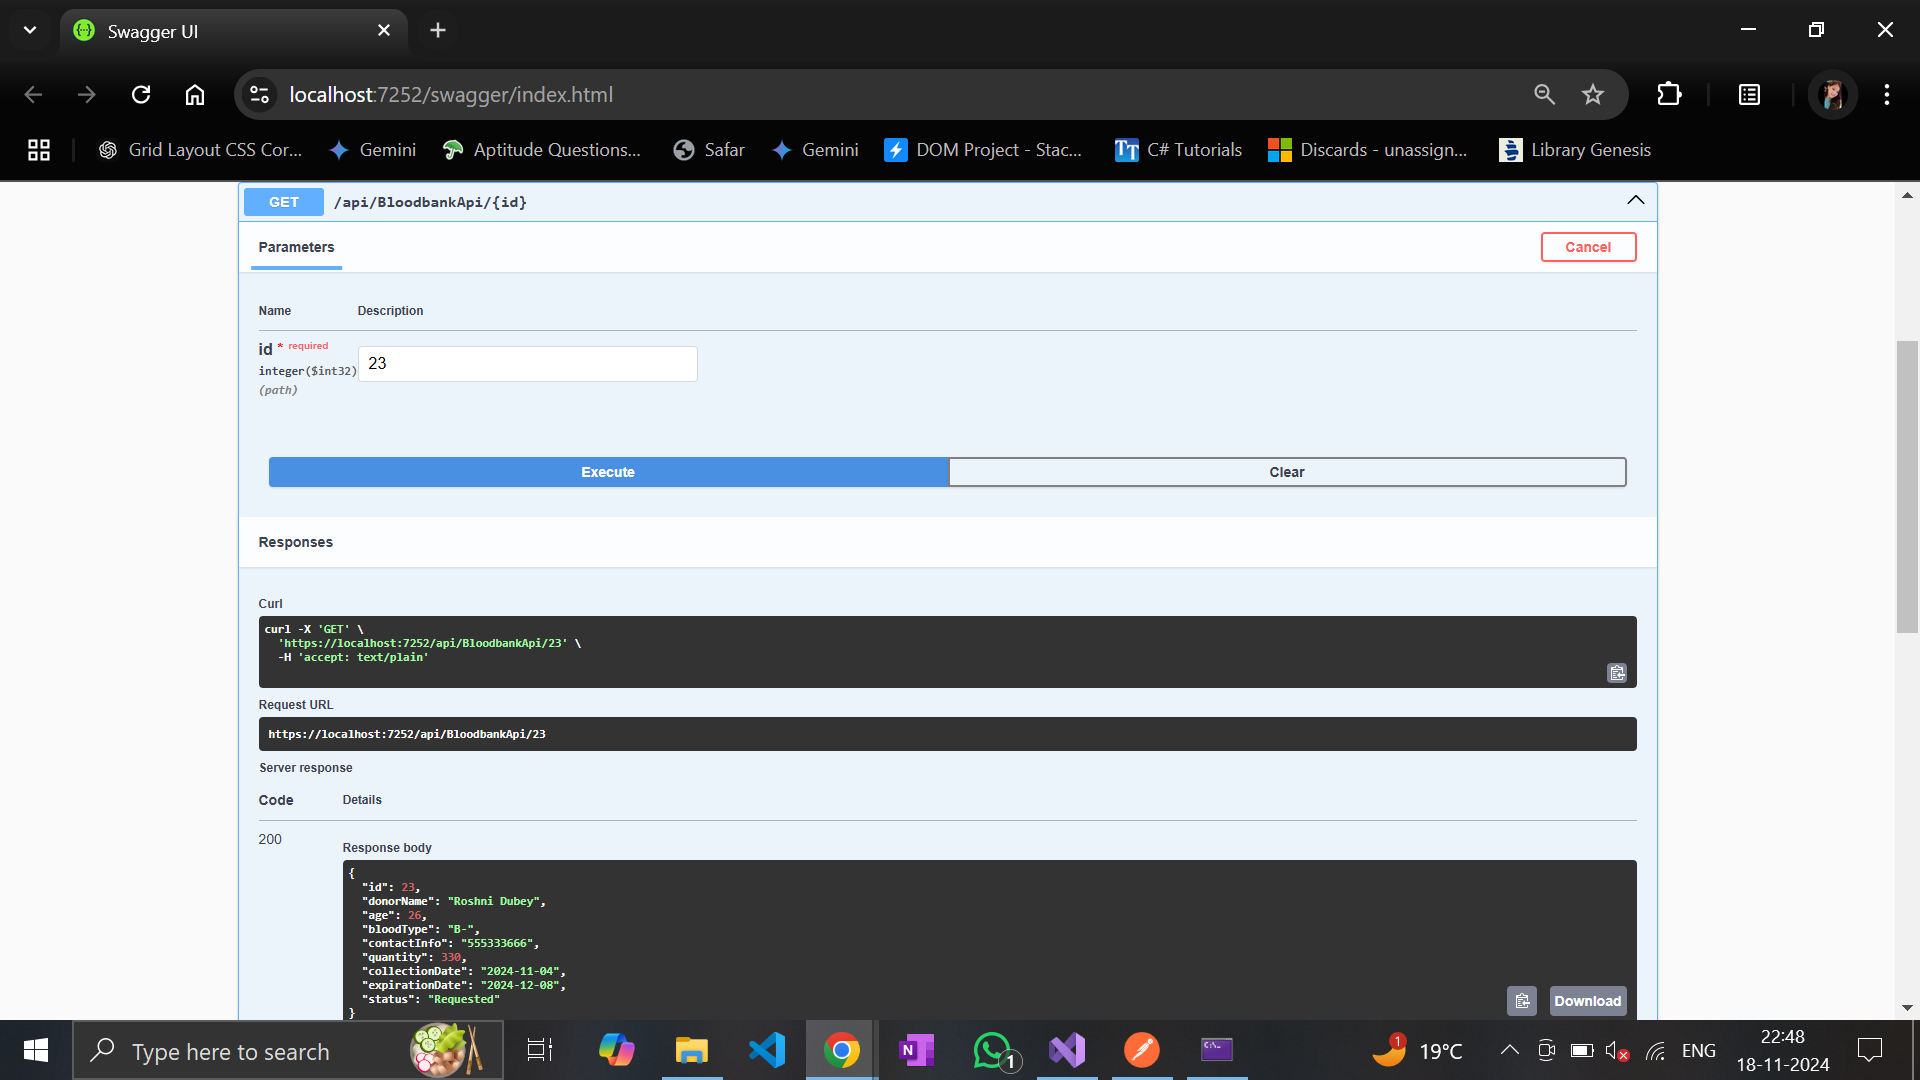 Swagger UI
localhost:7252/swagger/index.html
Grid Layout CSS Cor...
Gemini
Aptitude Questions...
Safar
Gemini
DOM Project - Stac...
TT C# Tutorials
Discards - unassign...
Library Genesis
GET /api/BloodbankApi/{id}
Parameters
Cancel
Name Description
id * required
integer($int32)
(path)
23
Execute
Clear
Responses
Curl
curl -X 'GET' \
'https://localhost:7252/api/BloodbankApi/23' \
-H 'accept: text/plain'
Request URL
https://localhost:7252/api/BloodbankApi/23
Server response
Code Details
200
Response body
{
"id": 23,
"donorName": "Roshni Dubey",
"age": 26,
"bloodType": "B-",
"contactInfo": "555333666",
"quantity": 330,
"collectionDate": "2024-11-04",
"expirationDate": "2024-12-08",
"status": "Requested"
}
Download
Type here to search
N
1
C:\_
1
19°C
ENG
22:48
18-11-2024